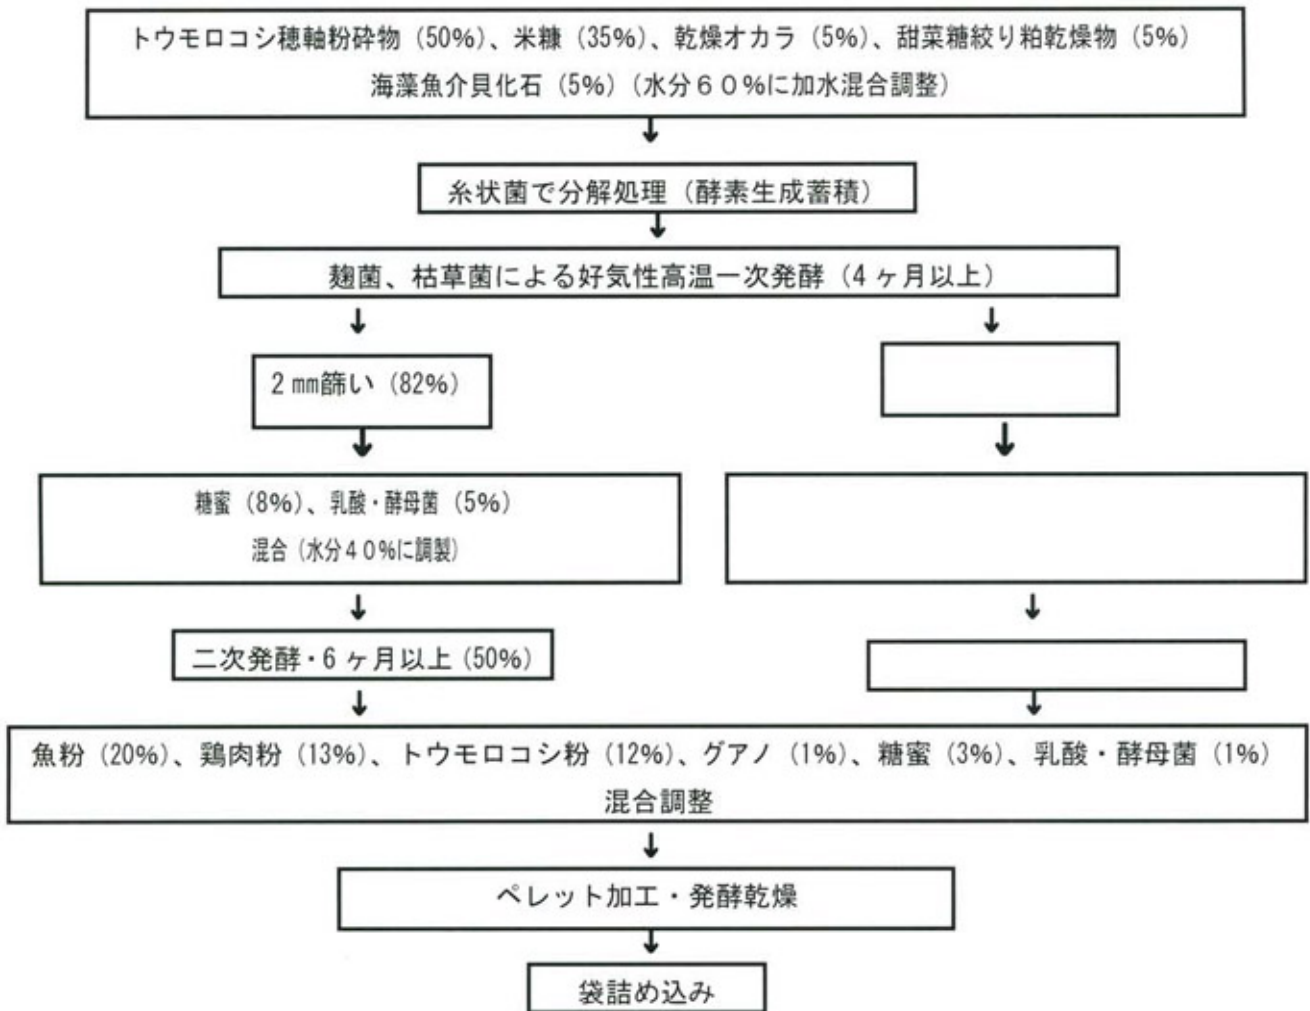 トウモロコシ穂軸粉砕物（50%）、米糠（35%）、乾燥オカラ（5%）、甜菜糖絞り粕乾燥物（5%）
海藻魚介貝化石（5%）（水分６０％に加水混合調整）
↓
糸状菌で分解処理（酵素生成蓄積）
↓
麹菌、枯草菌による好気性高温一次発酵（4 ヶ月以上）
↓ ↓
2 ㎜篩い（82%）
↓ ↓
糖蜜（8%）、乳酸・酵母菌（5%）
混合（水分４０％に調製）
↓ ↓
二次発酵・6 ヶ月以上（50%）
↓ ↓
魚粉（20%）、鶏肉粉（13%）、トウモロコシ粉（12%）、グアノ（1%）、糖蜜（3%）、乳酸・酵母菌（1%）
混合調整
↓
ペレット加工・発酵乾燥
↓
袋詰め込み